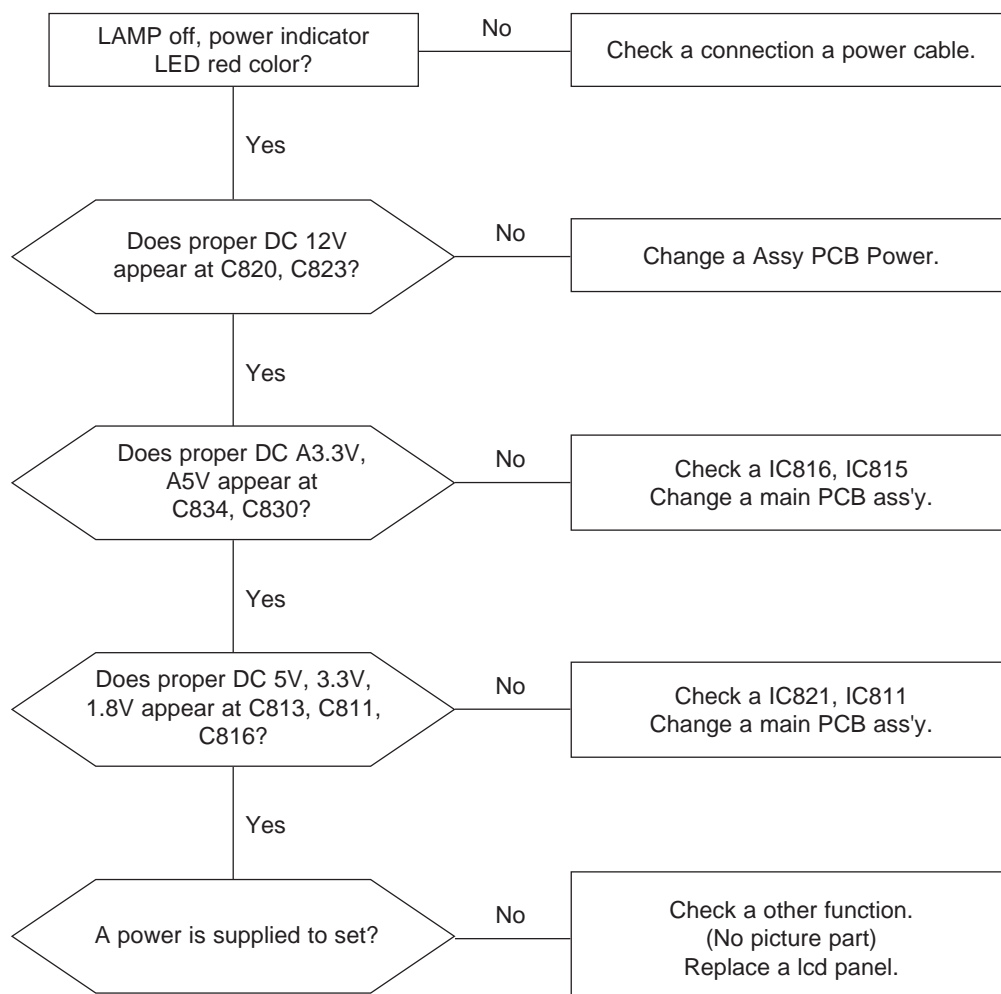 LAMP off, power indicator
LED red color?
No
Check a connection a power cable.
Yes
Does proper DC 12V
appear at C820, C823?
No
Change a Assy PCB Power.
Yes
Does proper DC A3.3V,
A5V appear at
C834, C830?
No
Check a IC816, IC815
Change a main PCB ass'y.
Yes
Does proper DC 5V, 3.3V,
1.8V appear at C813, C811,
C816?
No
Check a IC821, IC811
Change a main PCB ass'y.
Yes
A power is supplied to set?
No
Check a other function.
(No picture part)
Replace a lcd panel.